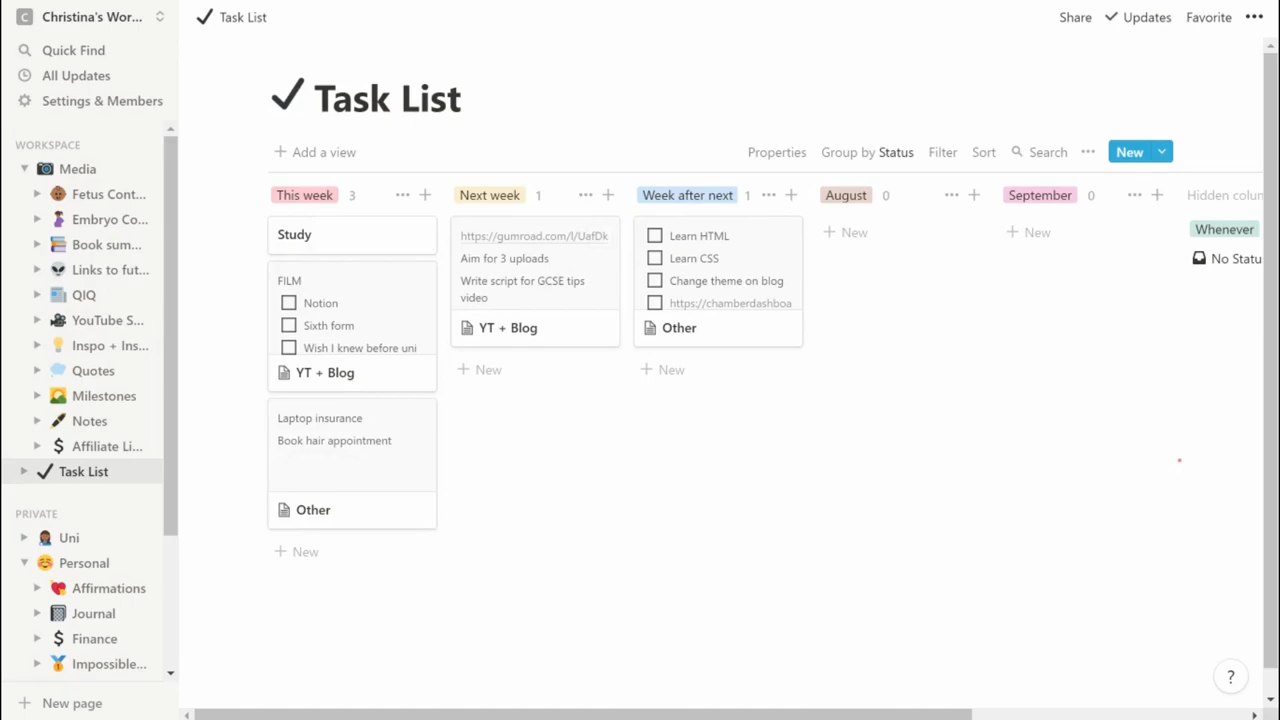 C Christina's Wor...
Quick Find
All Updates
Settings & Members
WORKSPACE
Media
Fetus Cont...
Embryo Co...
Book sum...
Links to fut...
QIQ
YouTube S...
Inspo + Ins...
Quotes
Milestones
Notes
$ Affiliate Li...
Task List
PRIVATE
Uni
Personal
Affirmations
Journal
$ Finance
Impossible...
+ New page
Task List
Share Updates Favorite •••
Task List
+ Add a view
Properties Group by Status Filter Sort Search ••• New
This week 3 ••• +
Study
FILM
Notion
Sixth form
Wish I knew before uni
YT + Blog
Laptop insurance
Book hair appointment
Other
+ New
Next week 1 ••• +
https://gumroad.com/l/UafDk
Aim for 3 uploads
Write script for GCSE tips
video
YT + Blog
+ New
Week after next 1 ••• +
Learn HTML
Learn CSS
Change theme on blog
https://chamberdashboa
Other
+ New
August 0 ••• +
+ New
September 0 ••• +
+ New
Hidden colum
Whenever
No Statu
?